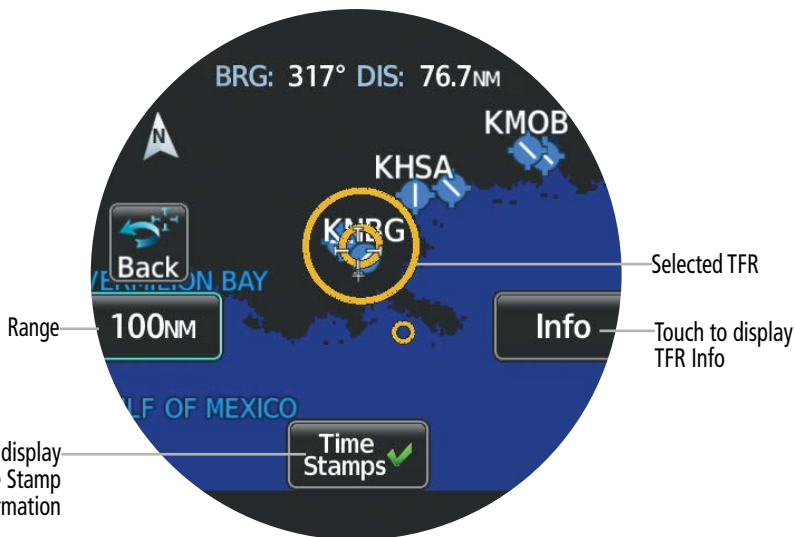 BRG: 317° DIS: 76.7NM
N
KMOB
KHSA
KNBG
Back
VERMILION BAY
Selected TFR
Range
100NM
Info
Touch to display
TFR Info
LF OF MEXICO
Time
Stamps
display
Stamp